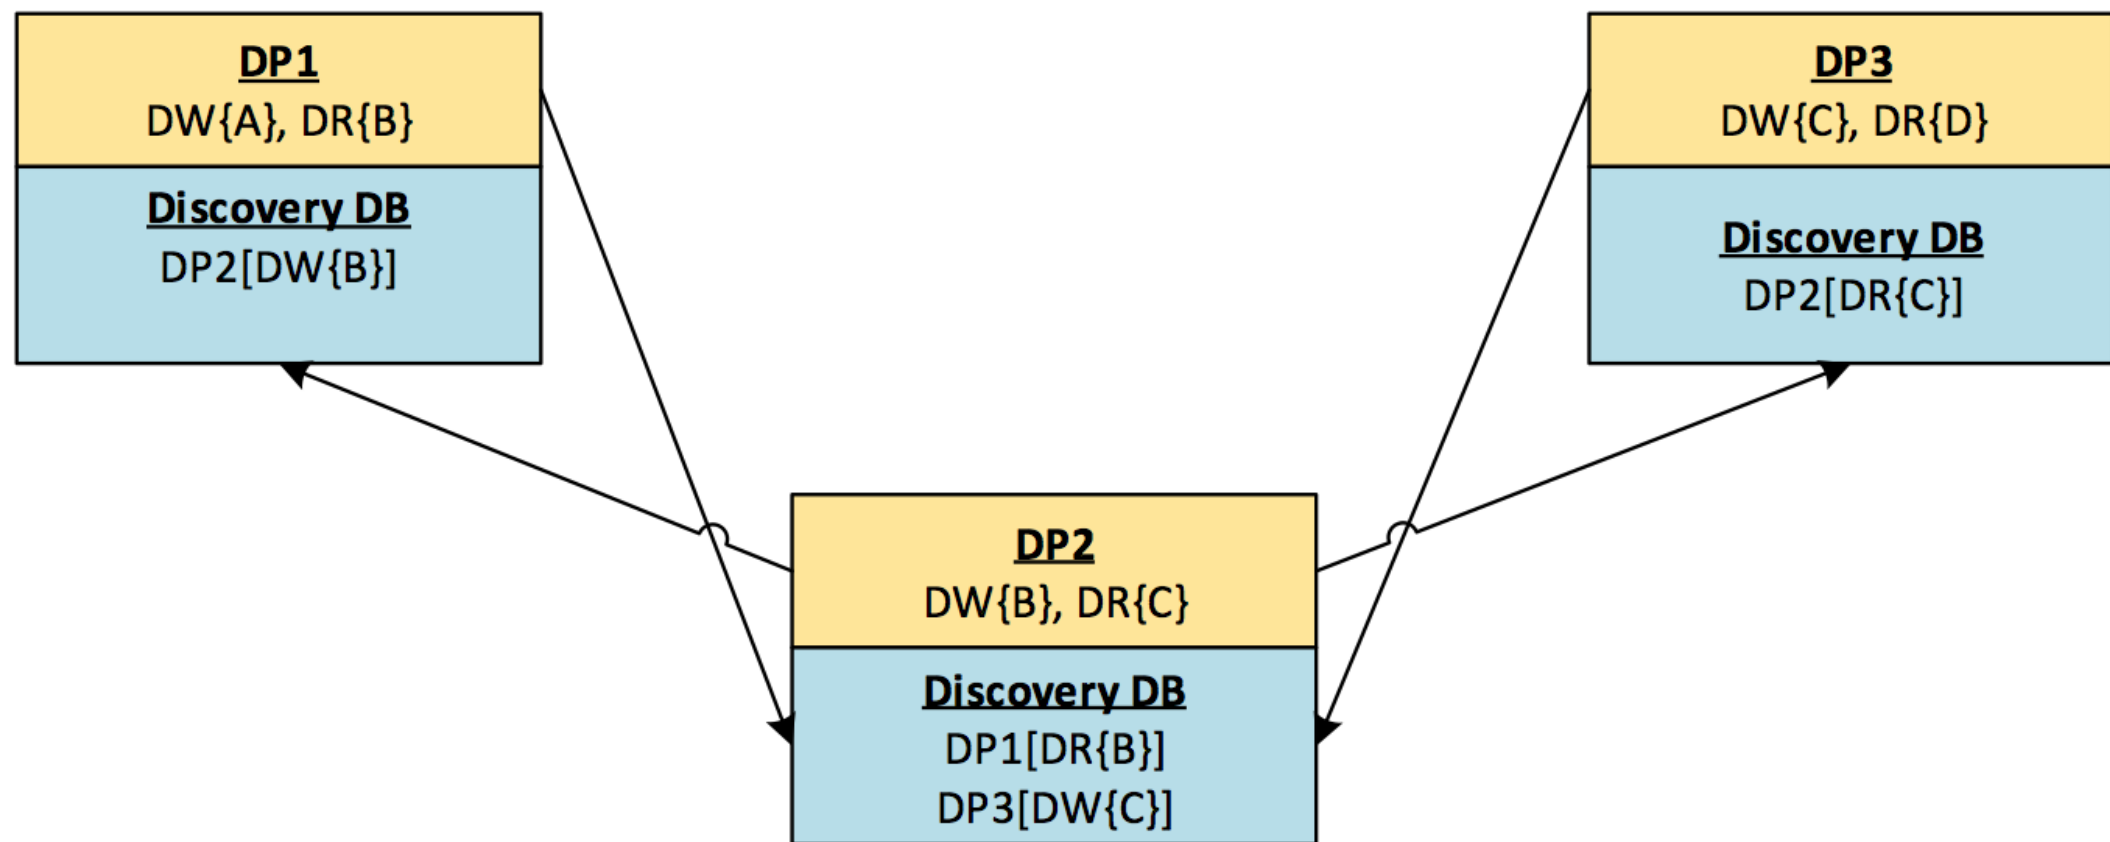 DP1
DW{A}, DR{B}
Discovery DB
DP2[DW{B}]
DP3
DW{C}, DR{D}
Discovery DB
DP2[DR{C}]
DP2
DW{B}, DR{C}
Discovery DB
DP1[DR{B}]
DP3[DW{C}]